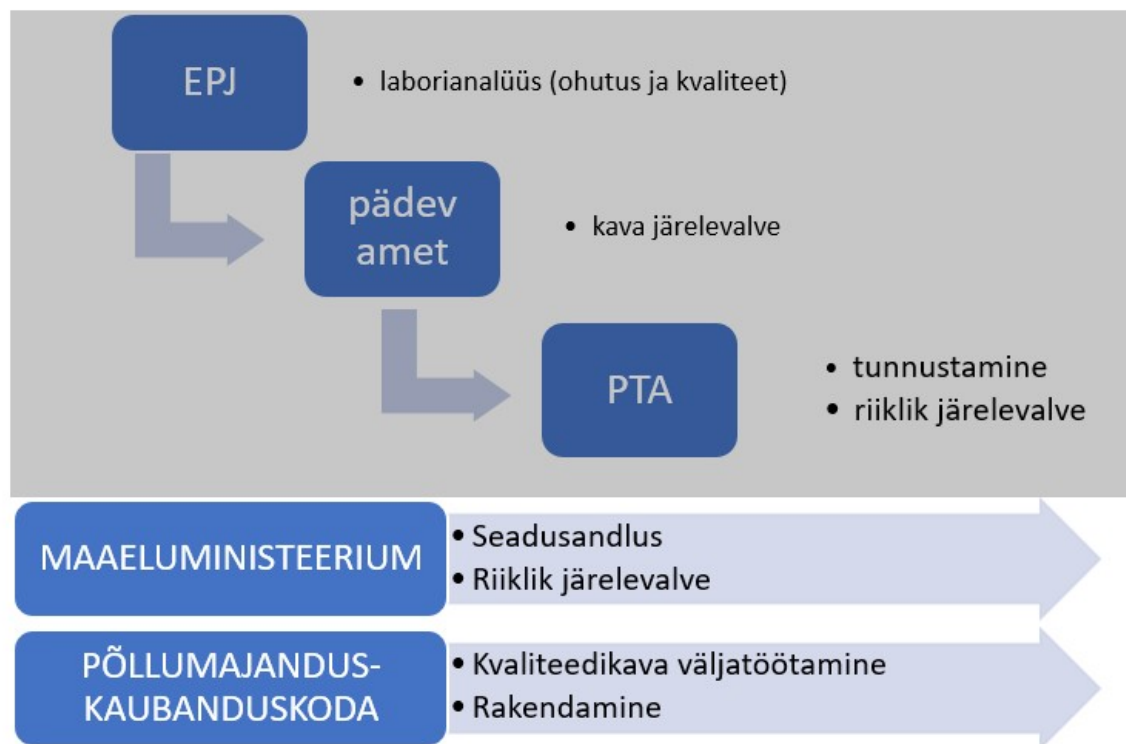 EPJ
• laborianalüüs (ohutus ja kvaliteet)
pädev
amet
• kava järelevalve
PTA
• tunnustamine
• riiklik järelevalve
MAAELUMINISTEERIUM
• Seadusandlus
• Riiklik järelevalve
PÕLLUMAJANDUS-
KAUBANDUSKODA
• Kvaliteedikava väljatöötamine
• Rakendamine